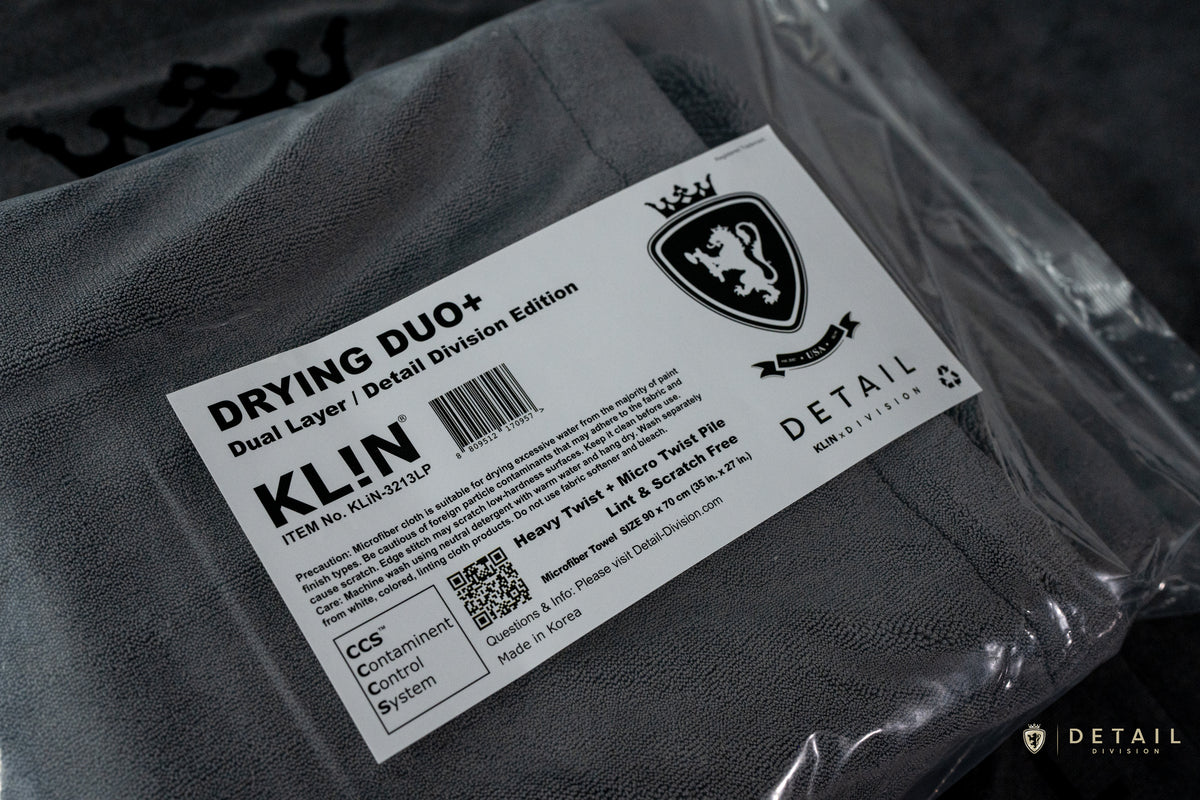 Registered Trademark
DRYING DUO+
Dual Layer / Detail Division Edition
KL!N®
ITEM No. KLiN-3213LP
8 809512 170957 >
Precaution: Microfiber cloth is suitable for drying excessive water from the majority of paint
finish types. Be cautious of foreign particle contaminants that may adhere to the fabric and
cause scratch. Edge stitch may scratch low-hardness surfaces. Keep it clean before use.
Care: Machine wash using neutral detergent with warm water and hang dry. Wash separately
from white, colored, linting cloth products. Do not use fabric softener and bleach.
CCS™
Contaminent
Control
System
Heavy Twist + Micro Twist Pile
Lint & Scratch Free
Microfiber Towel SIZE 90 x 70 cm (35 in. x 27 in.)
Questions & Info: Please visit Detail-Division.com
Made in Korea
USA
DETAIL
KLIN x DIVISION
DETAIL
DIVISION